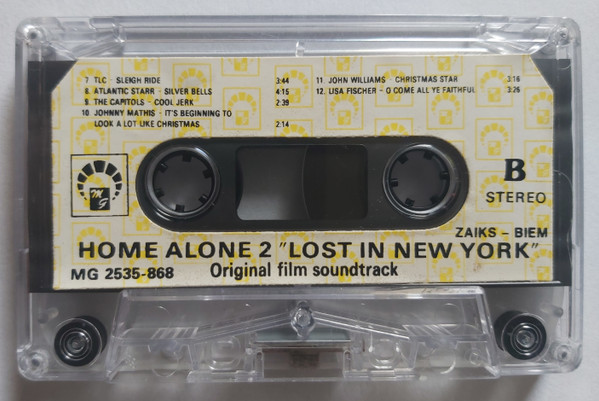 7. TLC - SLEIGH RIDE 3:44
8. ATLANTIC STARR - SILVER BELLS 4:15
9. THE CAPITOLS - COOL JERK 2:39
10. JOHNNY MATHIS - IT'S BEGINNING TO
LOOK A LOT LIKE CHRISTMAS 2:14
11. JOHN WILLIAMS - CHRISTMAS STAR 3:16
12. LISA FISCHER - O COME ALL YE FAITHFUL 3:26
MG
B
STEREO
ZAIKS - BIEM
HOME ALONE 2 "LOST IN NEW YORK"
MG 2535-868 Original film soundtrack